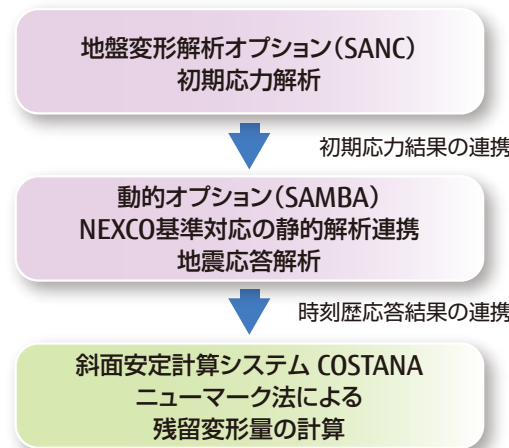 地盤変形解析オプション（SANC）
初期応力解析
初期応力結果の連携
動的オプション（SAMBA）
NEXCO基準対応の静的解析連携
地震応答解析
時刻歴応答結果の連携
斜面安定計算システム COSTANA
ニューマーク法による
残留変形量の計算